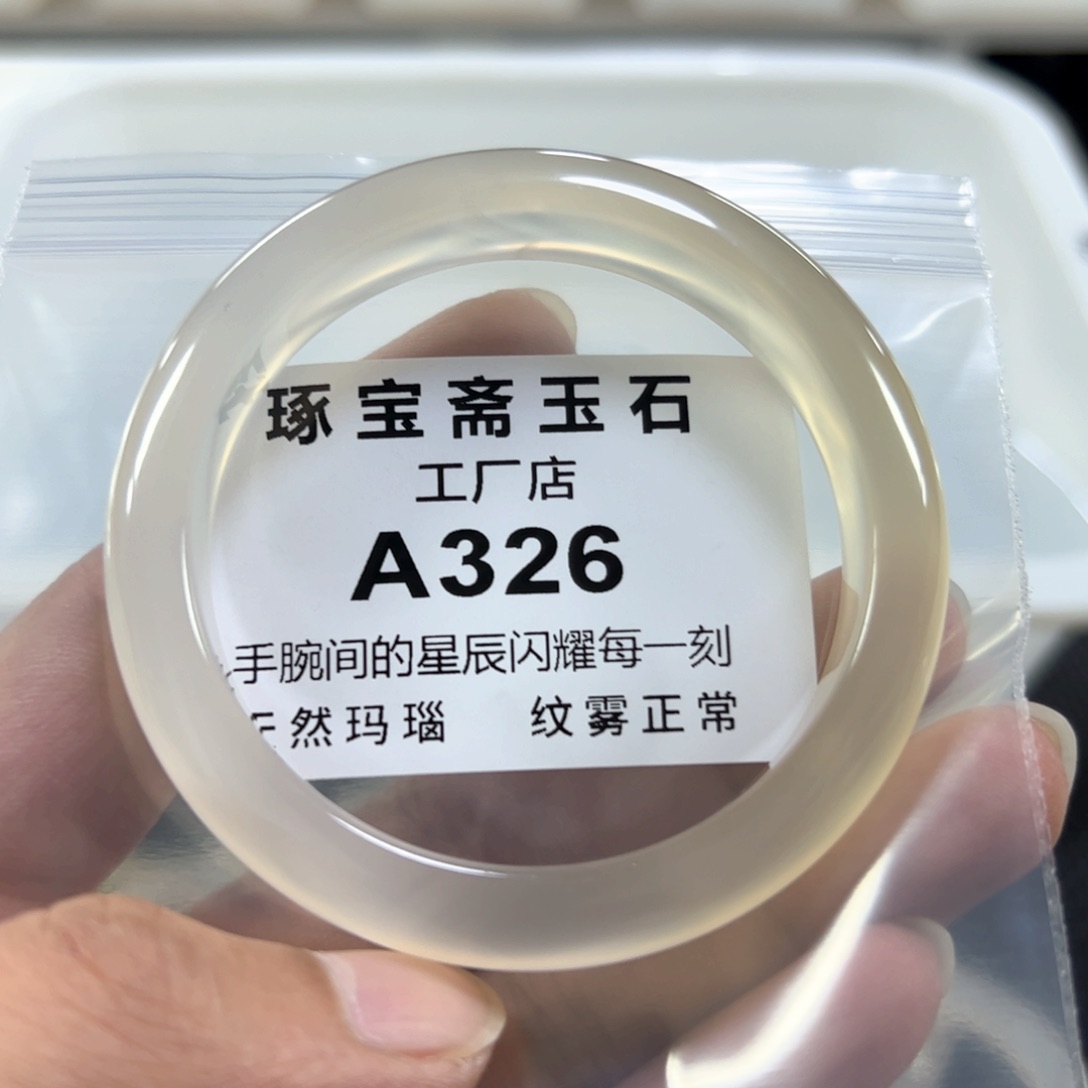 琢宝斋玉石
工厂店
A326
手腕间的星辰闪耀每一刻
天然玛瑙 纹雾正常